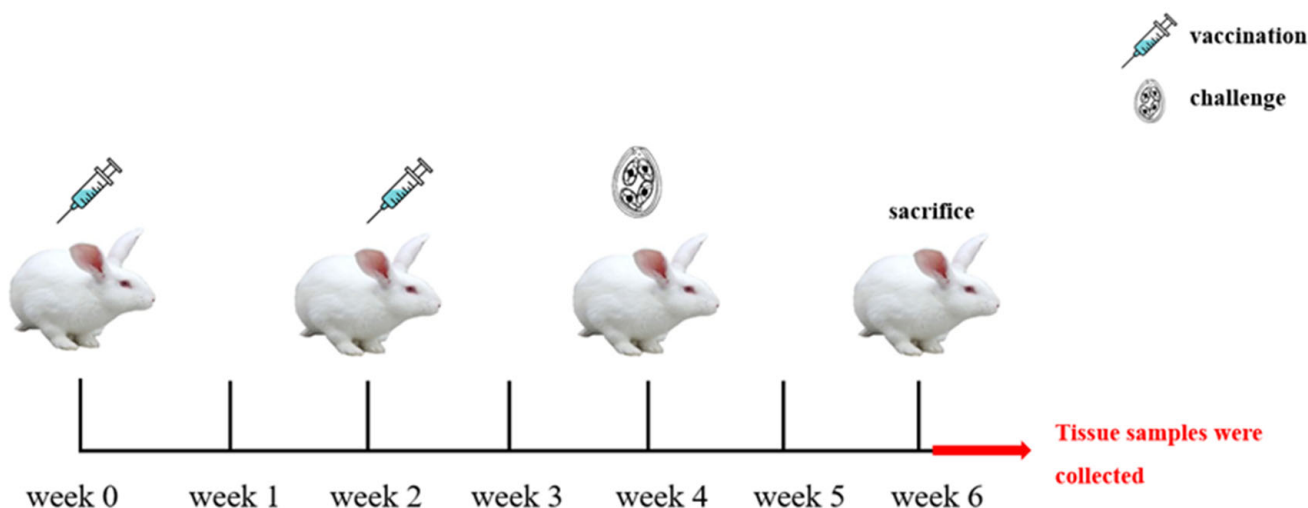 vaccination
challenge
sacrifice
Tissue samples were
collected
week 0
week 1
week 2
week 3
week 4
week 5
week 6